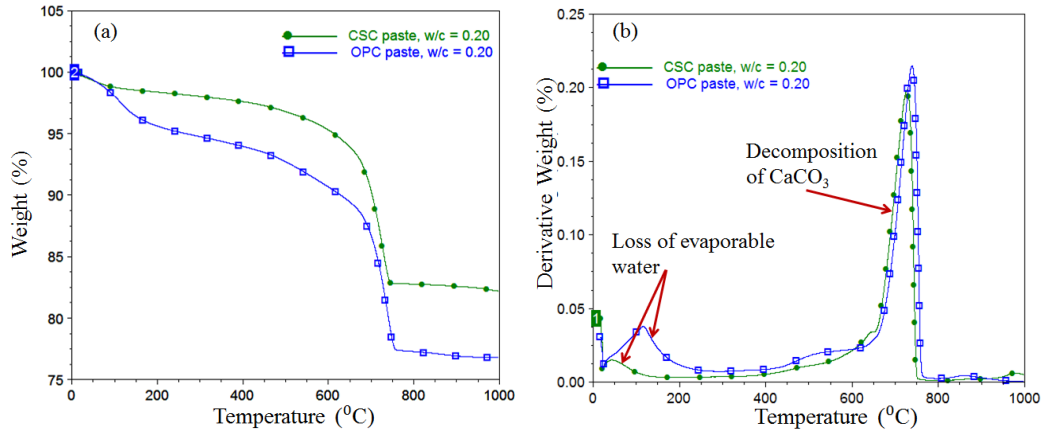 (a)
CSC paste, w/c = 0.20
OPC paste, w/c = 0.20
105
100
95
90
85
80
75
Weight (%)
2
0
200
400
600
800
1000
Temperature (⁰C)
(b)
CSC paste, w/c = 0.20
OPC paste, w/c = 0.20
0.25
0.20
0.15
0.10
0.05
0.00
Derivative Weight (%)
Decomposition
of CaCO₃
Loss of evaporable
water
1
0
200
400
600
800
1000
Temperature (⁰C)